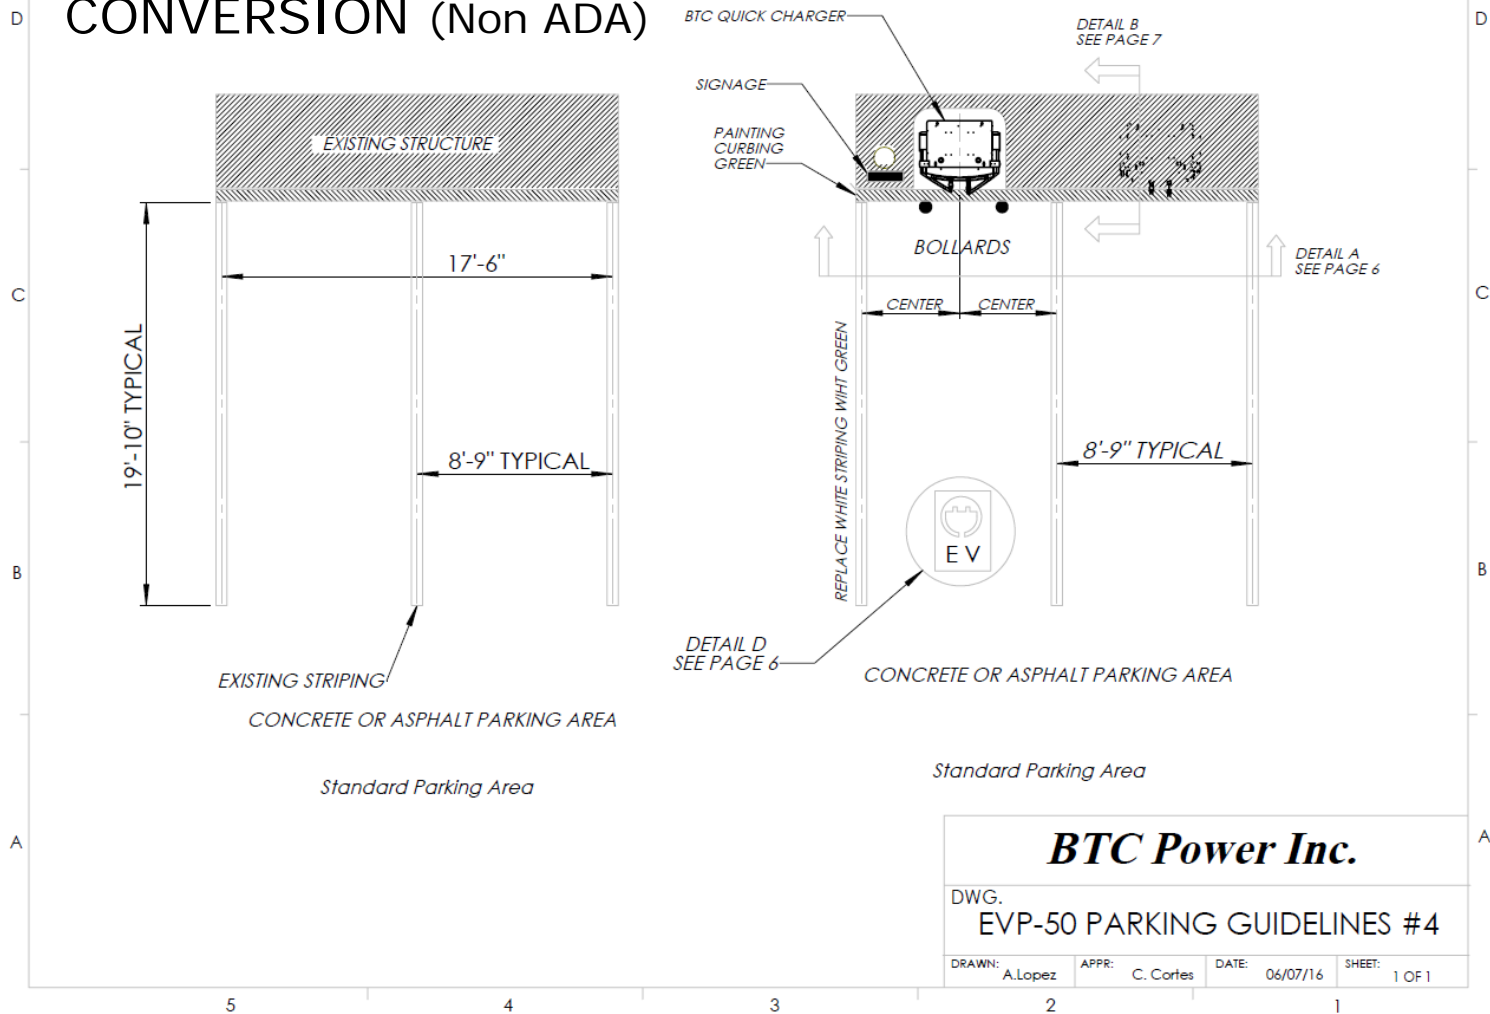 D
CONVERSION (Non ADA)
BTC QUICK CHARGER
DETAIL B
SEE PAGE 7
D
SIGNAGE
PAINTING
CURBING
GREEN
EXISTING STRUCTURE
BOLLARDS
DETAIL A
SEE PAGE 6
17'-6"
C
CENTER
CENTER
C
19'-10" TYPICAL
REPLACE WHITE STRIPING WIHT GREEN
8'-9" TYPICAL
8'-9" TYPICAL
EV
B
B
DETAIL D
SEE PAGE 6
EXISTING STRIPING
CONCRETE OR ASPHALT PARKING AREA
CONCRETE OR ASPHALT PARKING AREA
Standard Parking Area
Standard Parking Area
A
A
BTC Power Inc.
DWG.
EVP-50 PARKING GUIDELINES #4
DRAWN: A.Lopez
APPR: C. Cortes
DATE: 06/07/16
SHEET: 1 OF 1
5
4
3
2
1